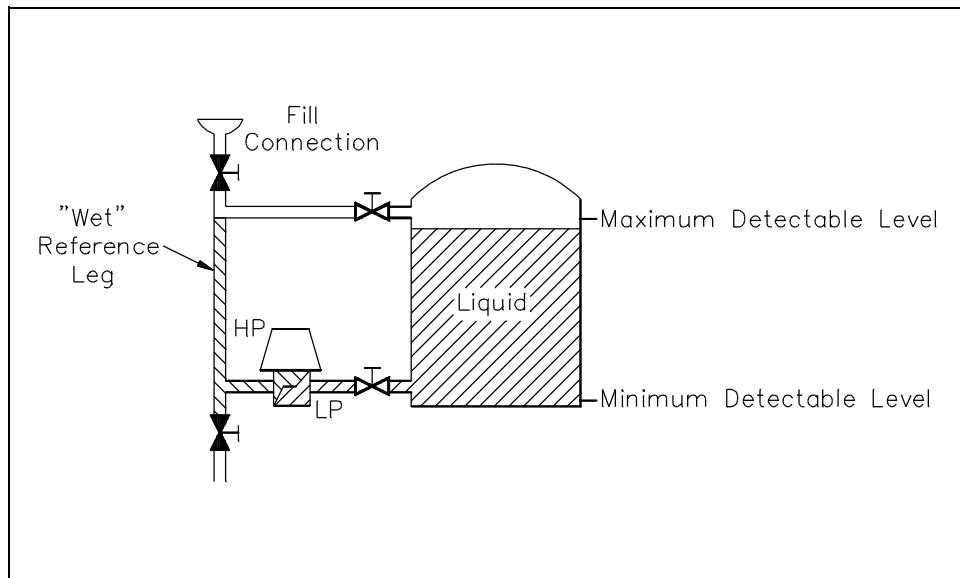 Fill
Connection
"Wet"
Reference
Leg
Maximum Detectable Level
Liquid
HP
LP
Minimum Detectable Level